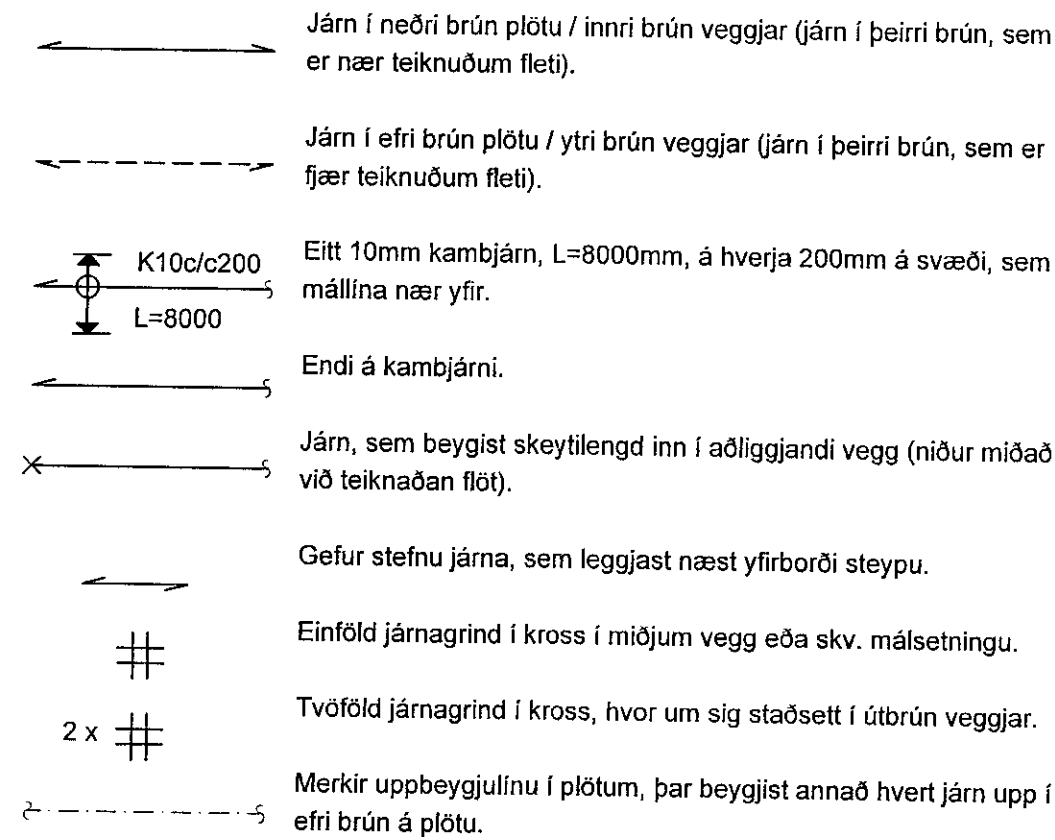 Járn í neðri brún plötu / innri brún veggjar (járn í þeirri brún, sem
er nær teiknuðum fleti).
Járn í efri brún plötu / ytri brún veggjar (járn í þeirri brún, sem er
fjær teiknuðum fleti).
K10c/c200
L=8000
Eitt 10mm kambjárn, L=8000mm, á hverja 200mm á svæði, sem
mállína nær yfir.
Endi á kambjárni.
Járn, sem beygist skeytilengd inn í aðliggjandi vegg (niður miðað
við teiknaðan flöt).
Gefur stefnu járna, sem leggjast næst yfirborði steypu.
Einföld járnagrind í kross í miðjum vegg eða skv. málsetningu.
2 x
Tvöföld járnagrind í kross, hvor um sig staðsett í útbrún veggjar.
Merkir uppbeygjulínu í plötum, þar beygjist annað hvert járn upp í
efri brún á plötu.